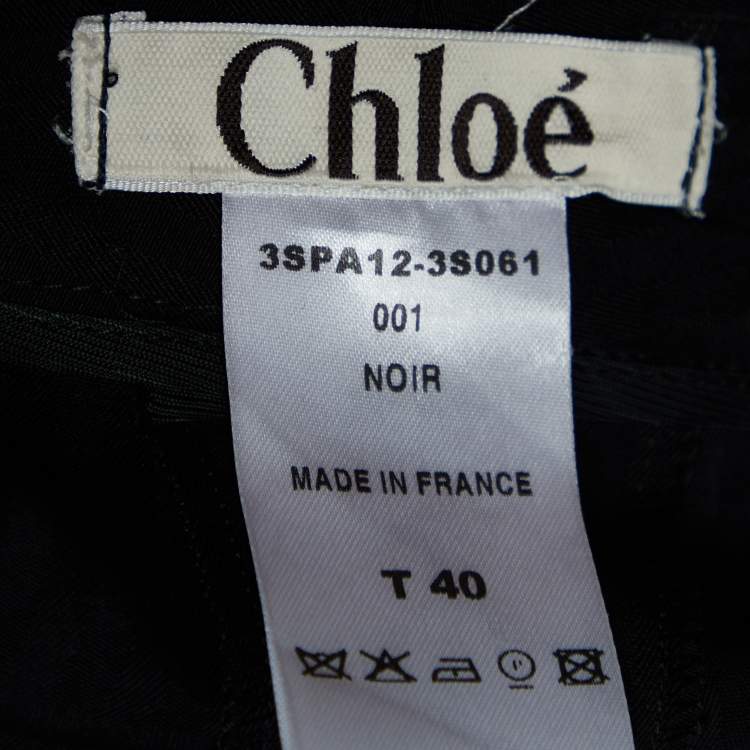 Chloé
3SPA12-3S061
001
NOIR
MADE IN FRANCE
T 40